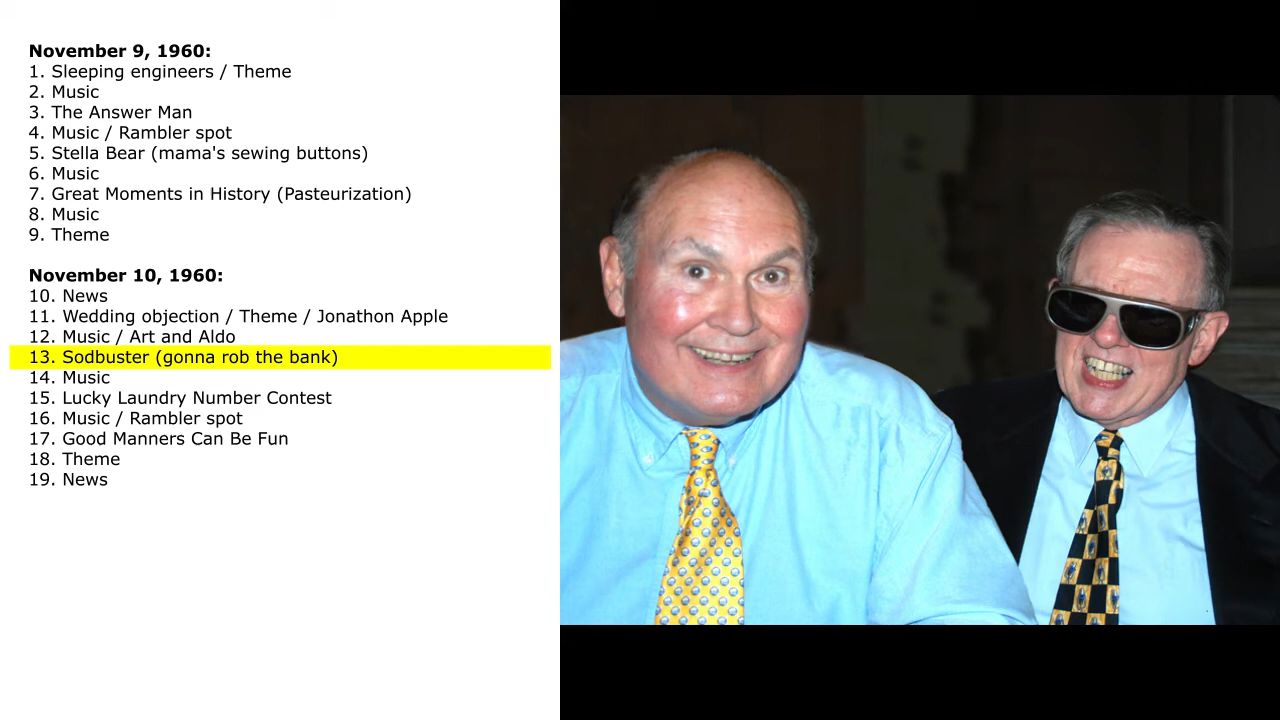 November 9, 1960:
1. Sleeping engineers / Theme
2. Music
3. The Answer Man
4. Music / Rambler spot
5. Stella Bear (mama's sewing buttons)
6. Music
7. Great Moments in History (Pasteurization)
8. Music
9. Theme
November 10, 1960:
10. News
11. Wedding objection / Theme / Jonathon Apple
12. Music / Art and Aldo
13. Sodbuster (gonna rob the bank)
14. Music
15. Lucky Laundry Number Contest
16. Music / Rambler spot
17. Good Manners Can Be Fun
18. Theme
19. News